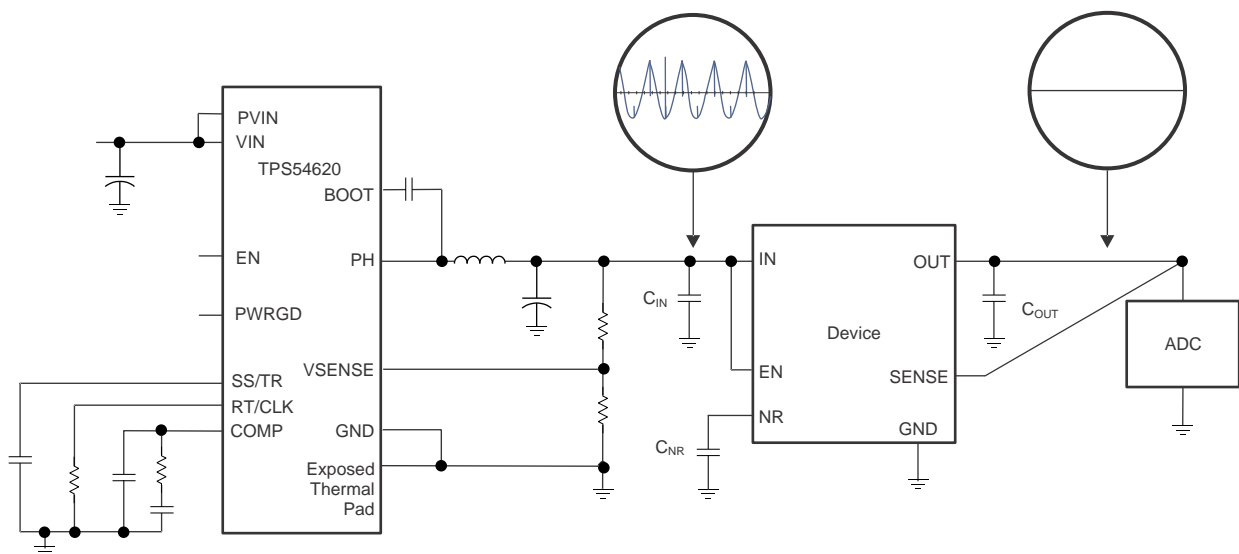 PVIN
VIN
TPS54620
BOOT
EN
PH
PWRGD
VSENSE
SS/TR
RT/CLK
COMP
GND
Exposed
Thermal
Pad
C_IN
C_NR
IN
OUT
Device
EN
SENSE
NR
GND
C_OUT
ADC